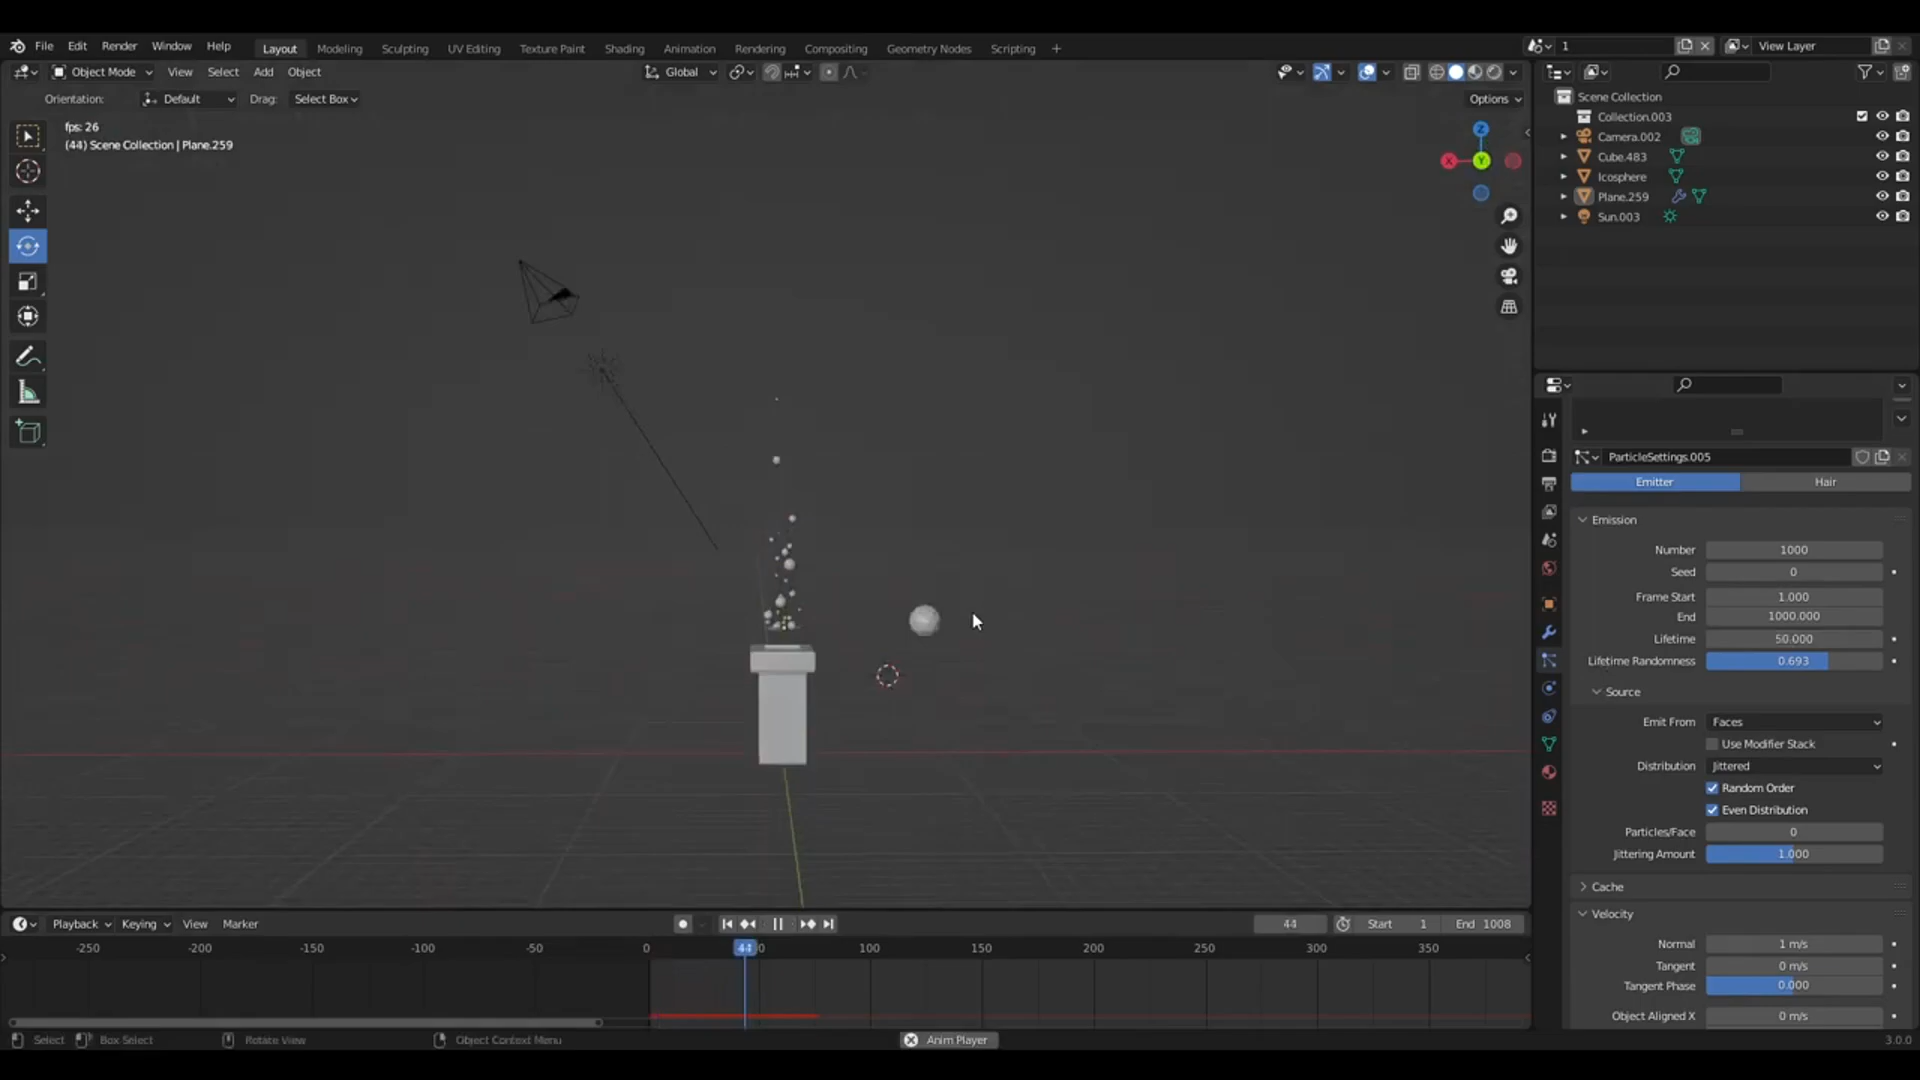 File Edit Render Window Help Layout Modeling Sculpting UV Editing Texture Paint Shading Animation Rendering Compositing Geometry Nodes Scripting + 1 View Layer
Object Mode View Select Add Object Global
Orientation: Default Drag: Select Box Options
fps: 26
(44) Scene Collection | Plane.259
Z
X Y
Scene Collection
Collection.003
Camera.002
Cube.483
Icosphere
Plane.259
Sun.003
ParticleSettings.005
Emitter Hair
Emission
Number 1000
Seed 0
Frame Start 1.000
End 1000.000
Lifetime 50.000
Lifetime Randomness 0.693
Source
Emit From Faces
Use Modifier Stack
Distribution Jittered
Random Order
Even Distribution
Particles/Face 0
Jittering Amount 1.000
Cache
Velocity
Normal 1 m/s
Tangent 0 m/s
Tangent Phase 0.000
Object Aligned X 0 m/s
Playback Keying View Marker 44 Start 1 End 1008
-250 -200 -150 -100 -50 0 44 100 150 200 250 300 350
Select Box Select Rotate View Object Context Menu Anim Player 3.0.0